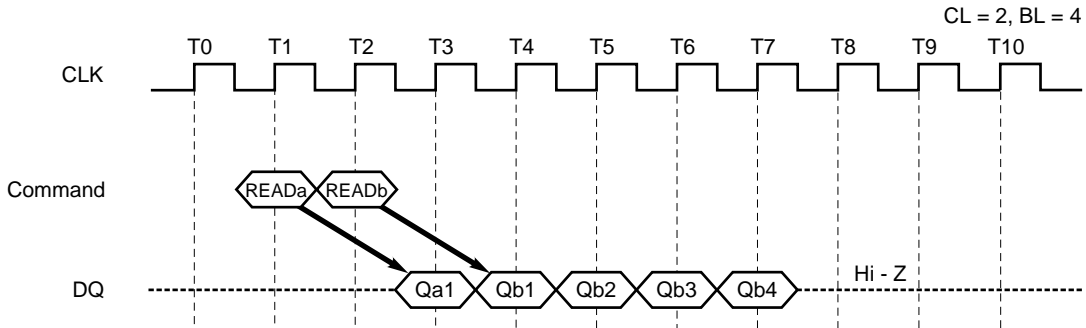 CL = 2, BL = 4
T0 T1 T2 T3 T4 T5 T6 T7 T8 T9 T10
CLK
Command READa READb
Hi - Z
DQ Qa1 Qb1 Qb2 Qb3 Qb4